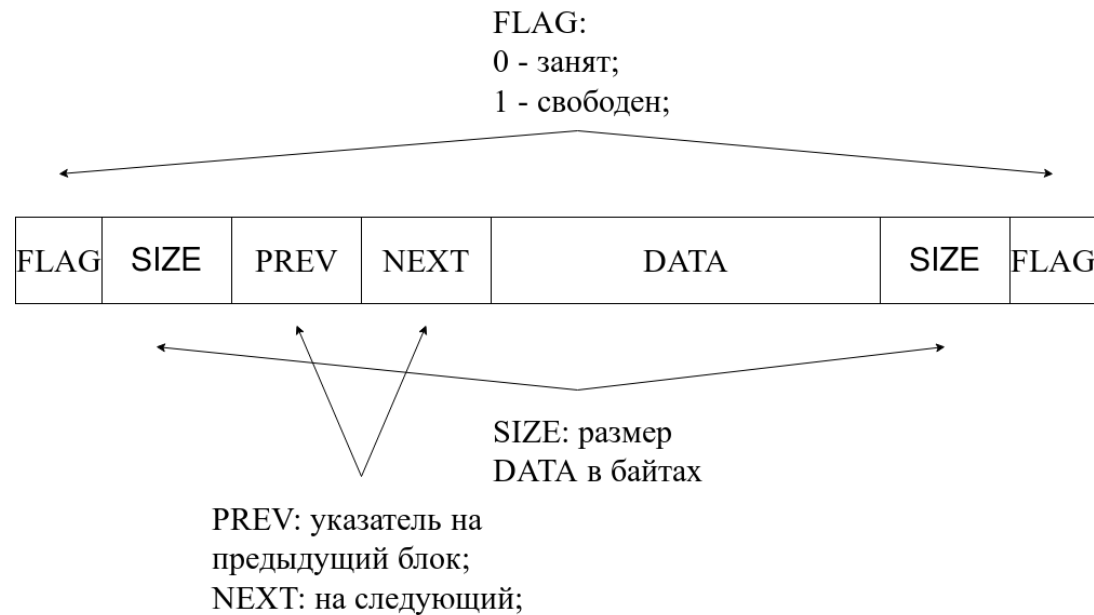 FLAG:
0 - занят;
1 - свободен;
FLAG SIZE PREV NEXT DATA SIZE FLAG
SIZE: размер
DATA в байтах
PREV: указатель на
предыдущий блок;
NEXT: на следующий;